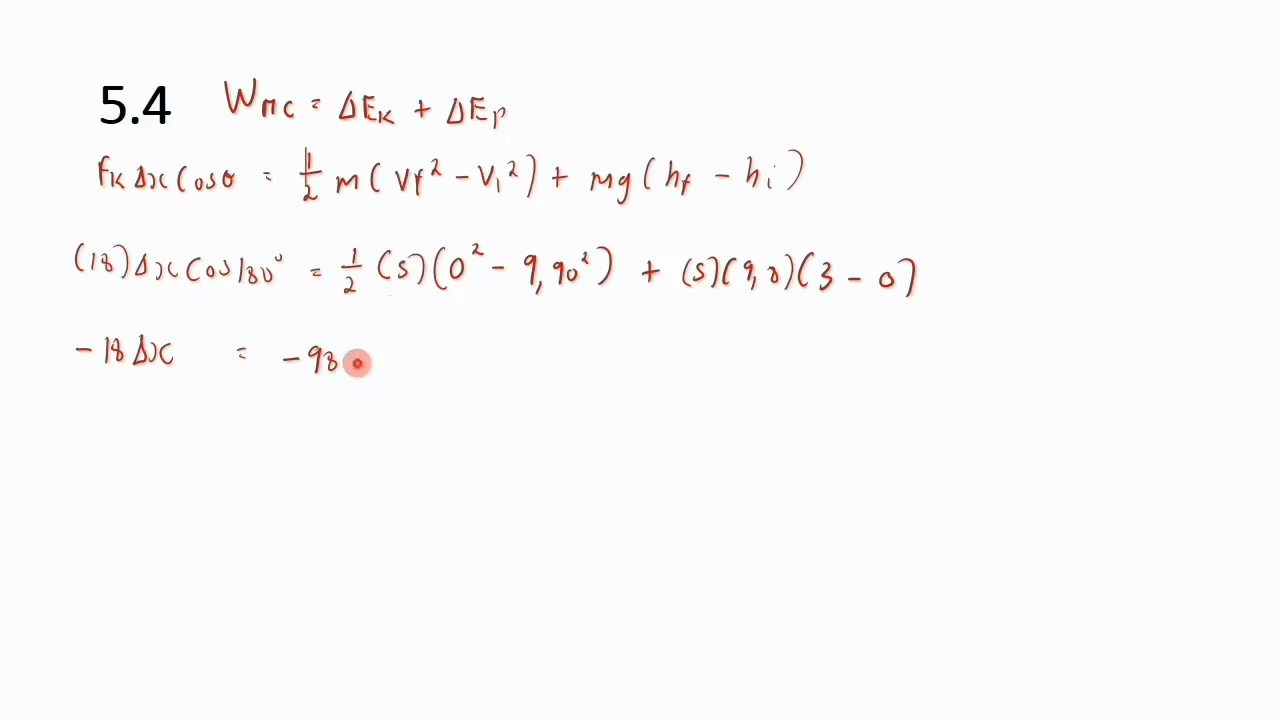 5.4 Wnc = ΔEk + ΔEp
fk Δx Cos θ = 1/2 m(vf² - vi²) + mg(hf - hi)
(18)Δx Cos 180° = 1/2 (5)(0² - 9,90²) + (5)(9,8)(3 - 0)
-18 Δx = -98